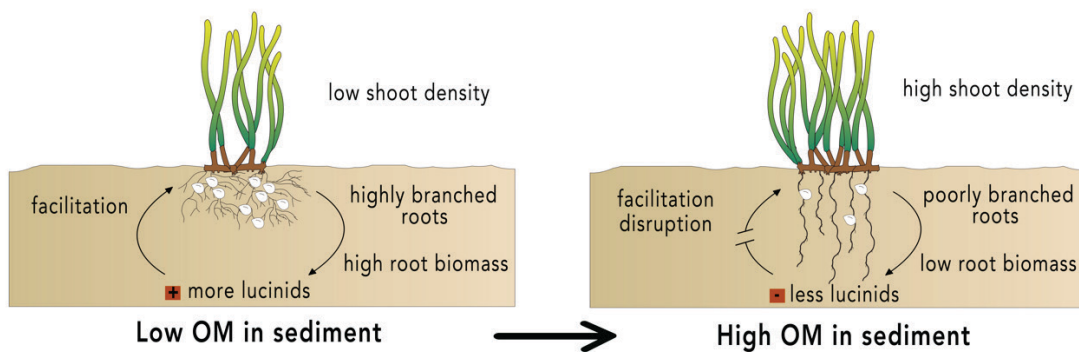 low shoot density
facilitation
highly branched
roots
high root biomass
+ more lucinids
Low OM in sediment
high shoot density
facilitation
disruption
poorly branched
roots
low root biomass
- less lucinids
High OM in sediment